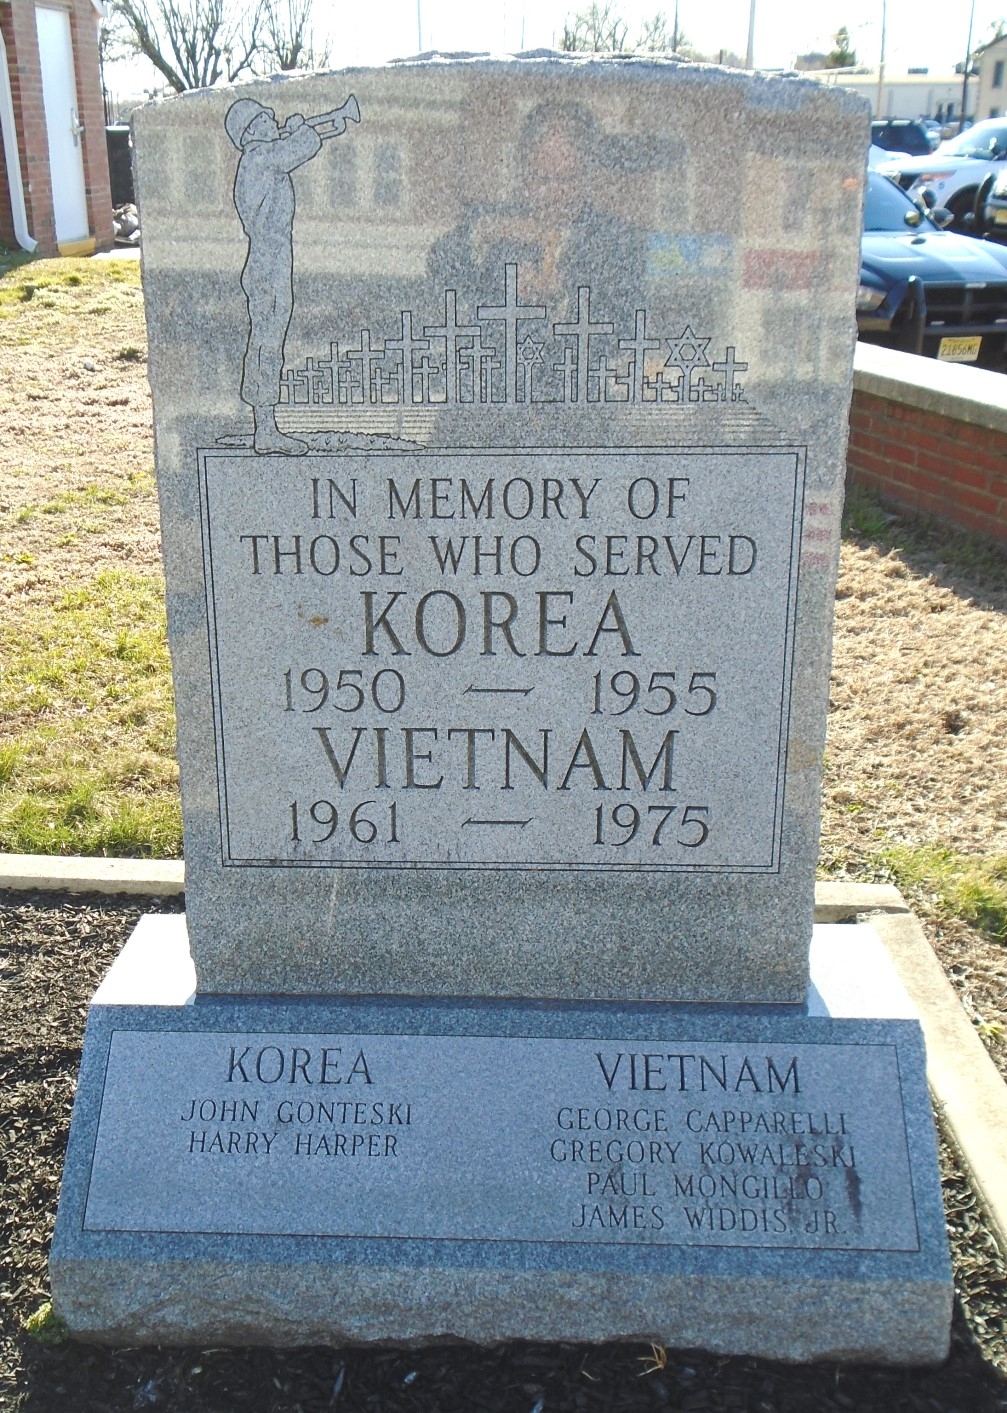 IN MEMORY OF
THOSE WHO SERVED
KOREA
1950 — 1955
VIETNAM
1961 — 1975
KOREA
JOHN GONTESKI
HARRY HARPER
VIETNAM
GEORGE CAPPARELLI
GREGORY KOWALESKI
PAUL MONGILLO
JAMES WIDDIS JR.